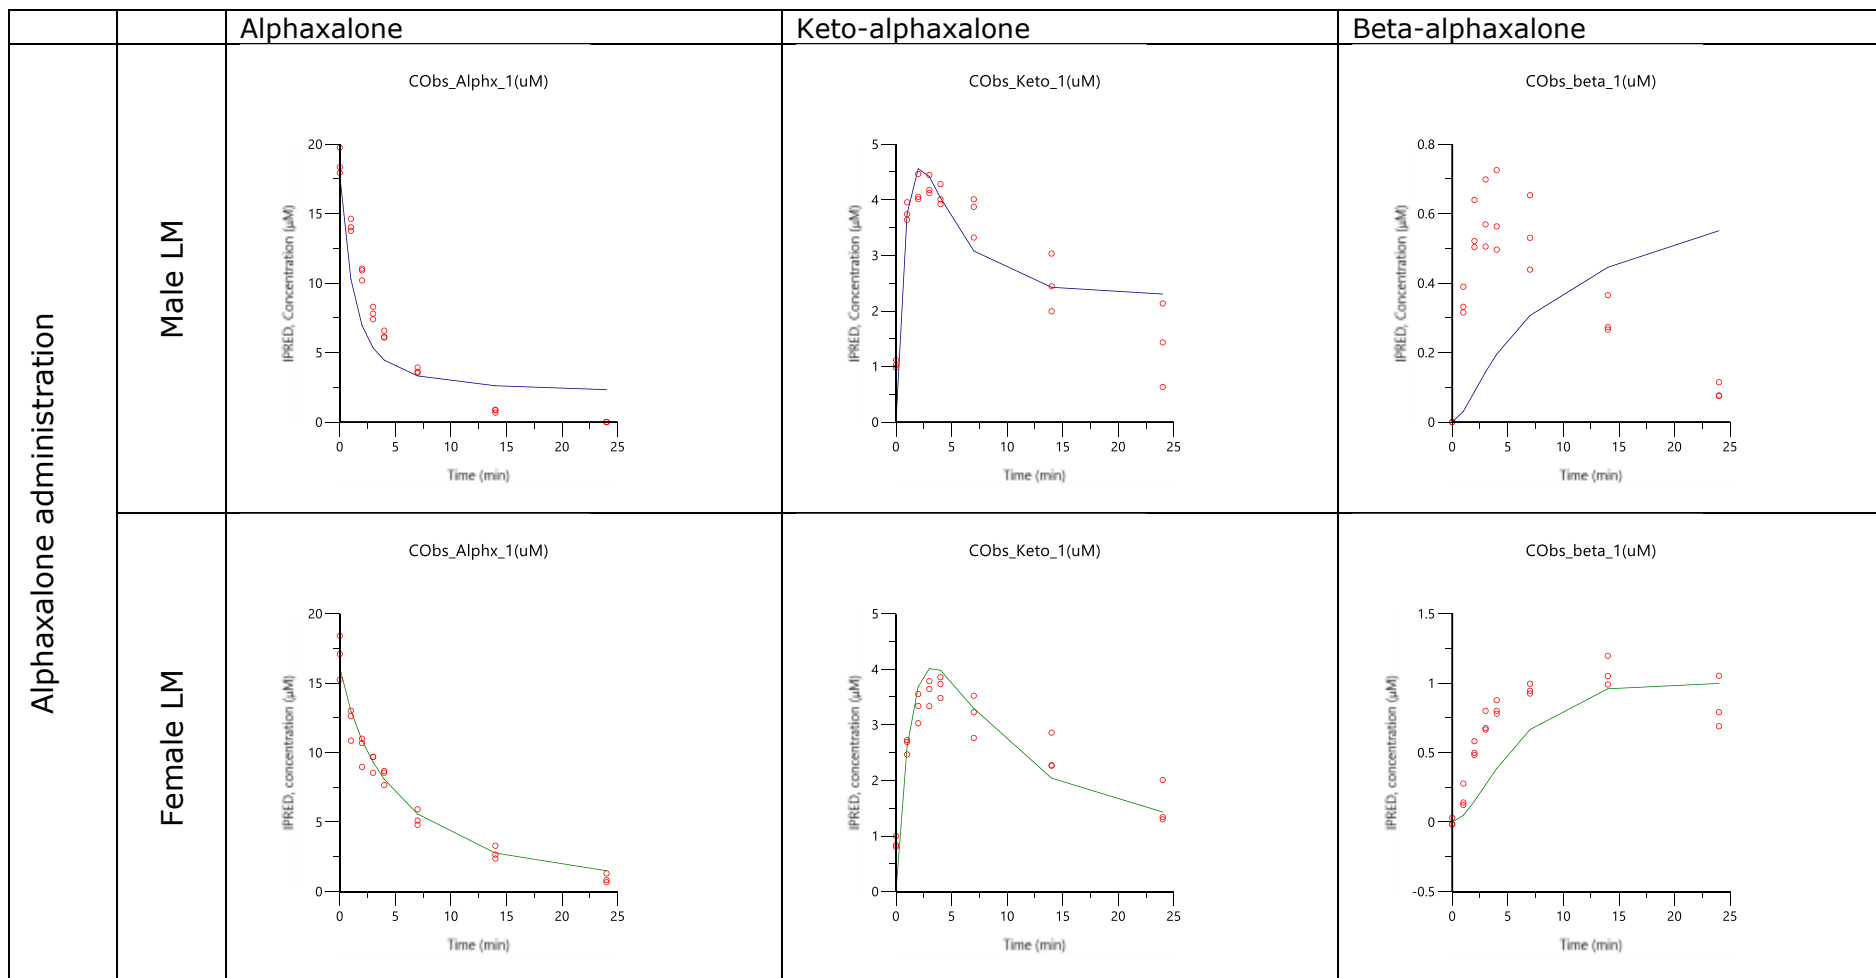 Alphaxalone
Keto-alphaxalone
Beta-alphaxalone
Alphaxalone administration
Male LM
CObs_Alphx_1(uM)
IPRED, Concentration (µM)
20
15
10
5
0
0 5 10 15 20 25
Time (min)
CObs_Keto_1(uM)
IPRED, Concentration (µM)
5
4
3
2
1
0
0 5 10 15 20 25
Time (min)
CObs_beta_1(uM)
IPRED, Concentration (µM)
0.8
0.6
0.4
0.2
0
0 5 10 15 20 25
Time (min)
Female LM
CObs_Alphx_1(uM)
IPRED, concentration (µM)
20
15
10
5
0
0 5 10 15 20 25
Time (min)
CObs_Keto_1(uM)
IPRED, concentration (µM)
5
4
3
2
1
0
0 5 10 15 20 25
Time (min)
CObs_beta_1(uM)
IPRED, concentration (µM)
1.5
1
0.5
0
-0.5
0 5 10 15 20 25
Time (min)